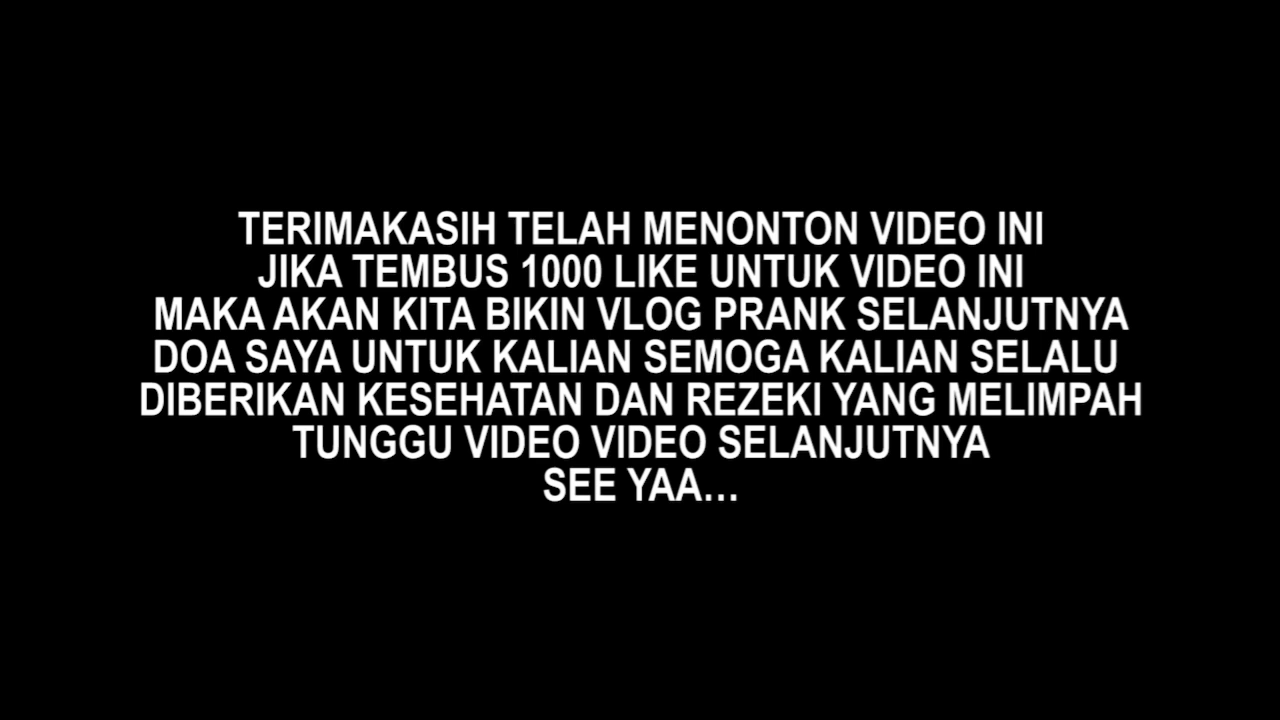 TERIMAKASIH TELAH MENONTON VIDEO INI
JIKA TEMBUS 1000 LIKE UNTUK VIDEO INI
MAKA AKAN KITA BIKIN VLOG PRANK SELANJUTNYA
DOA SAYA UNTUK KALIAN SEMOGA KALIAN SELALU
DIBERIKAN KESEHATAN DAN REZEKI YANG MELIMPAH
TUNGGU VIDEO VIDEO SELANJUTNYA
SEE YAA...